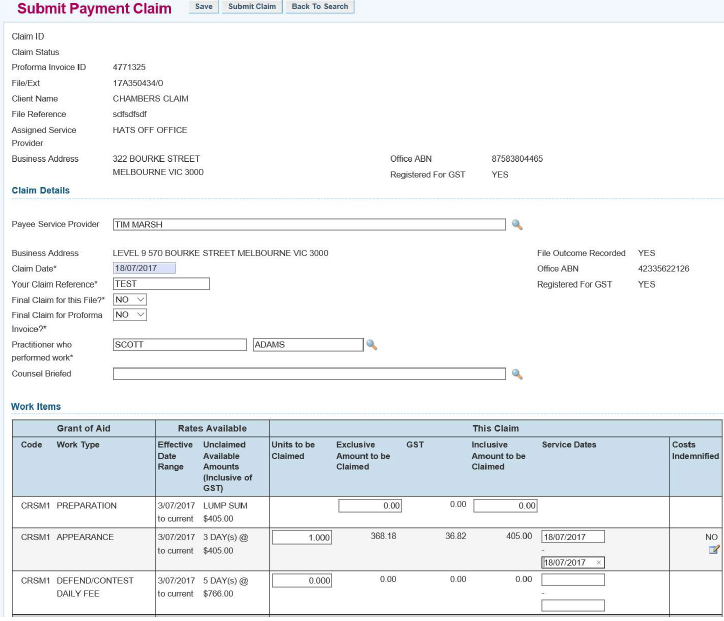 Submit Payment Claim Save Submit Claim Back To Search
Claim ID
Claim Status
Proforma Invoice ID 4771325
File/Ext 17A350434/0
Client Name CHAMBERS CLAIM
File Reference sdfsdfsdf
Assigned Service HATS OFF OFFICE
Provider
Business Address 322 BOURKE STREET Office ABN 87583804465
MELBOURNE VIC 3000 Registered For GST YES
Claim Details
Payee Service Provider TIM MARSH
Business Address LEVEL 9 570 BOURKE STREET MELBOURNE VIC 3000 File Outcome Recorded YES
Claim Date* 18/07/2017 Office ABN 42335622126
Your Claim Reference* TEST Registered For GST YES
Final Claim for this File?* NO
Final Claim for Proforma NO
Invoice?*
Practitioner who SCOTT ADAMS
performed work*
Counsel Briefed
Work Items
Grant of Aid Rates Available This Claim
Code Work Type Effective Unclaimed Units to be Exclusive GST Inclusive Service Dates Costs
Date Available Claimed Amount to be Amount to be Indemnified
Range Amounts Claimed Claimed
(Inclusive of
GST)
CRSM1 PREPARATION 3/07/2017 LUMP SUM 0.00 0.00 0.00
to current $405.00
CRSM1 APPEARANCE 3/07/2017 3 DAY(s) @ 1.000 368.18 36.82 405.00 18/07/2017 NO
to current $405.00 -
18/07/2017 ×
CRSM1 DEFEND/CONTEST 3/07/2017 5 DAY(s) @ 0.000 0.00 0.00 0.00
DAILY FEE to current $766.00 -